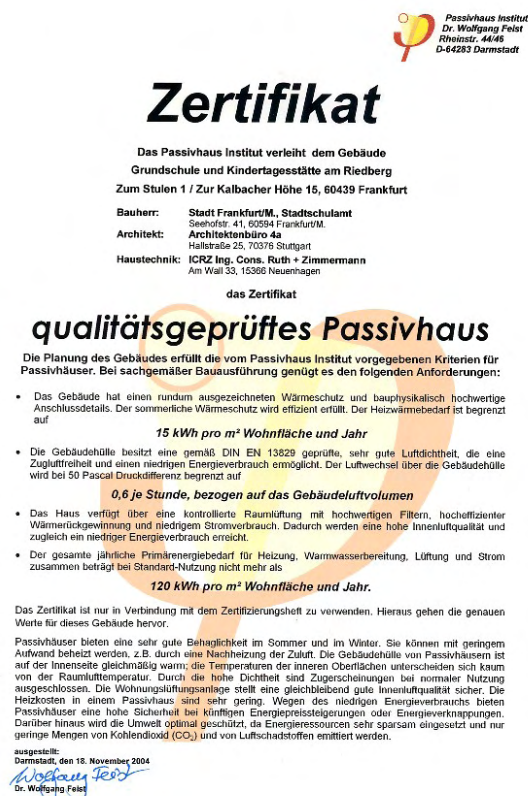 Passivhaus Institut
Dr. Wolfgang Feist
Rheinstr. 44/46
D-64283 Darmstadt
Zertifikat
Das Passivhaus Institut verleiht dem Gebäude
Grundschule und Kindertagesstätte am Riedberg
Zum Stulen 1 / Zur Kalbacher Höhe 15, 60439 Frankfurt
Bauherr: Stadt Frankfurt/M., Stadtschulamt
Seehofstr. 41, 60594 Frankfurt/M.
Architekt: Architektenbüro 4a
Hallstraße 25, 70376 Stuttgart
Haustechnik: ICRZ Ing. Cons. Ruth + Zimmermann
Am Wall 33, 15366 Neuenhagen
das Zertifikat
qualitätsgeprüftes Passivhaus
Die Planung des Gebäudes erfüllt die vom Passivhaus Institut vorgegebenen Kriterien für
Passivhäuser. Bei sachgemäßer Bauausführung genügt es den folgenden Anforderungen:
• Das Gebäude hat einen rundum ausgezeichneten Wärmeschutz und bauphysikalisch hochwertige
Anschlussdetails. Der sommerliche Wärmeschutz wird effizient erfüllt. Der Heizwärmebedarf ist begrenzt
auf
15 kWh pro m² Wohnfläche und Jahr
• Die Gebäudehülle besitzt eine gemäß DIN EN 13829 geprüfte, sehr gute Luftdichtheit, die eine
Zugluftfreiheit und einen niedrigen Energieverbrauch ermöglicht. Der Luftwechsel über die Gebäudehülle
wird bei 50 Pascal Druckdifferenz begrenzt auf
0,6 je Stunde, bezogen auf das Gebäudeluftvolumen
• Das Haus verfügt über eine kontrollierte Raumlüftung mit hochwertigen Filtern, hocheffizienter
Wärmerückgewinnung und niedrigem Stromverbrauch. Dadurch werden eine hohe Innenluftqualität und
zugleich ein niedriger Energieverbrauch erreicht.
• Der gesamte jährliche Primärenergiebedarf für Heizung, Warmwasserbereitung, Lüftung und Strom
zusammen beträgt bei Standard-Nutzung nicht mehr als
120 kWh pro m² Wohnfläche und Jahr.
Das Zertifikat ist nur in Verbindung mit dem Zertifizierungsheft zu verwenden. Hieraus gehen die genauen
Werte für dieses Gebäude hervor.
Passivhäuser bieten eine sehr gute Behaglichkeit im Sommer und im Winter. Sie können mit geringem
Aufwand beheizt werden, z.B. durch eine Nachheizung der Zuluft. Die Gebäudehülle von Passivhäusern ist
auf der Innenseite gleichmäßig warm; die Temperaturen der inneren Oberflächen unterscheiden sich kaum
von der Raumlufttemperatur. Durch die hohe Dichtheit sind Zugerscheinungen bei normaler Nutzung
ausgeschlossen. Die Wohnungslüftungsanlage stellt eine gleichbleibend gute Innenluftqualität sicher. Die
Heizkosten in einem Passivhaus sind sehr gering. Wegen des niedrigen Energieverbrauchs bieten
Passivhäuser eine hohe Sicherheit bei künftigen Energiepreissteigerungen oder Energieverknappungen.
Darüber hinaus wird die Umwelt optimal geschützt, da Energieressourcen sehr sparsam eingesetzt und nur
geringe Mengen von Kohlendioxid (CO₂) und von Luftschadstoffen emittiert werden.
ausgestellt:
Darmstadt, den 18. November 2004
Wolfgang Feist
Dr. Wolfgang Feist